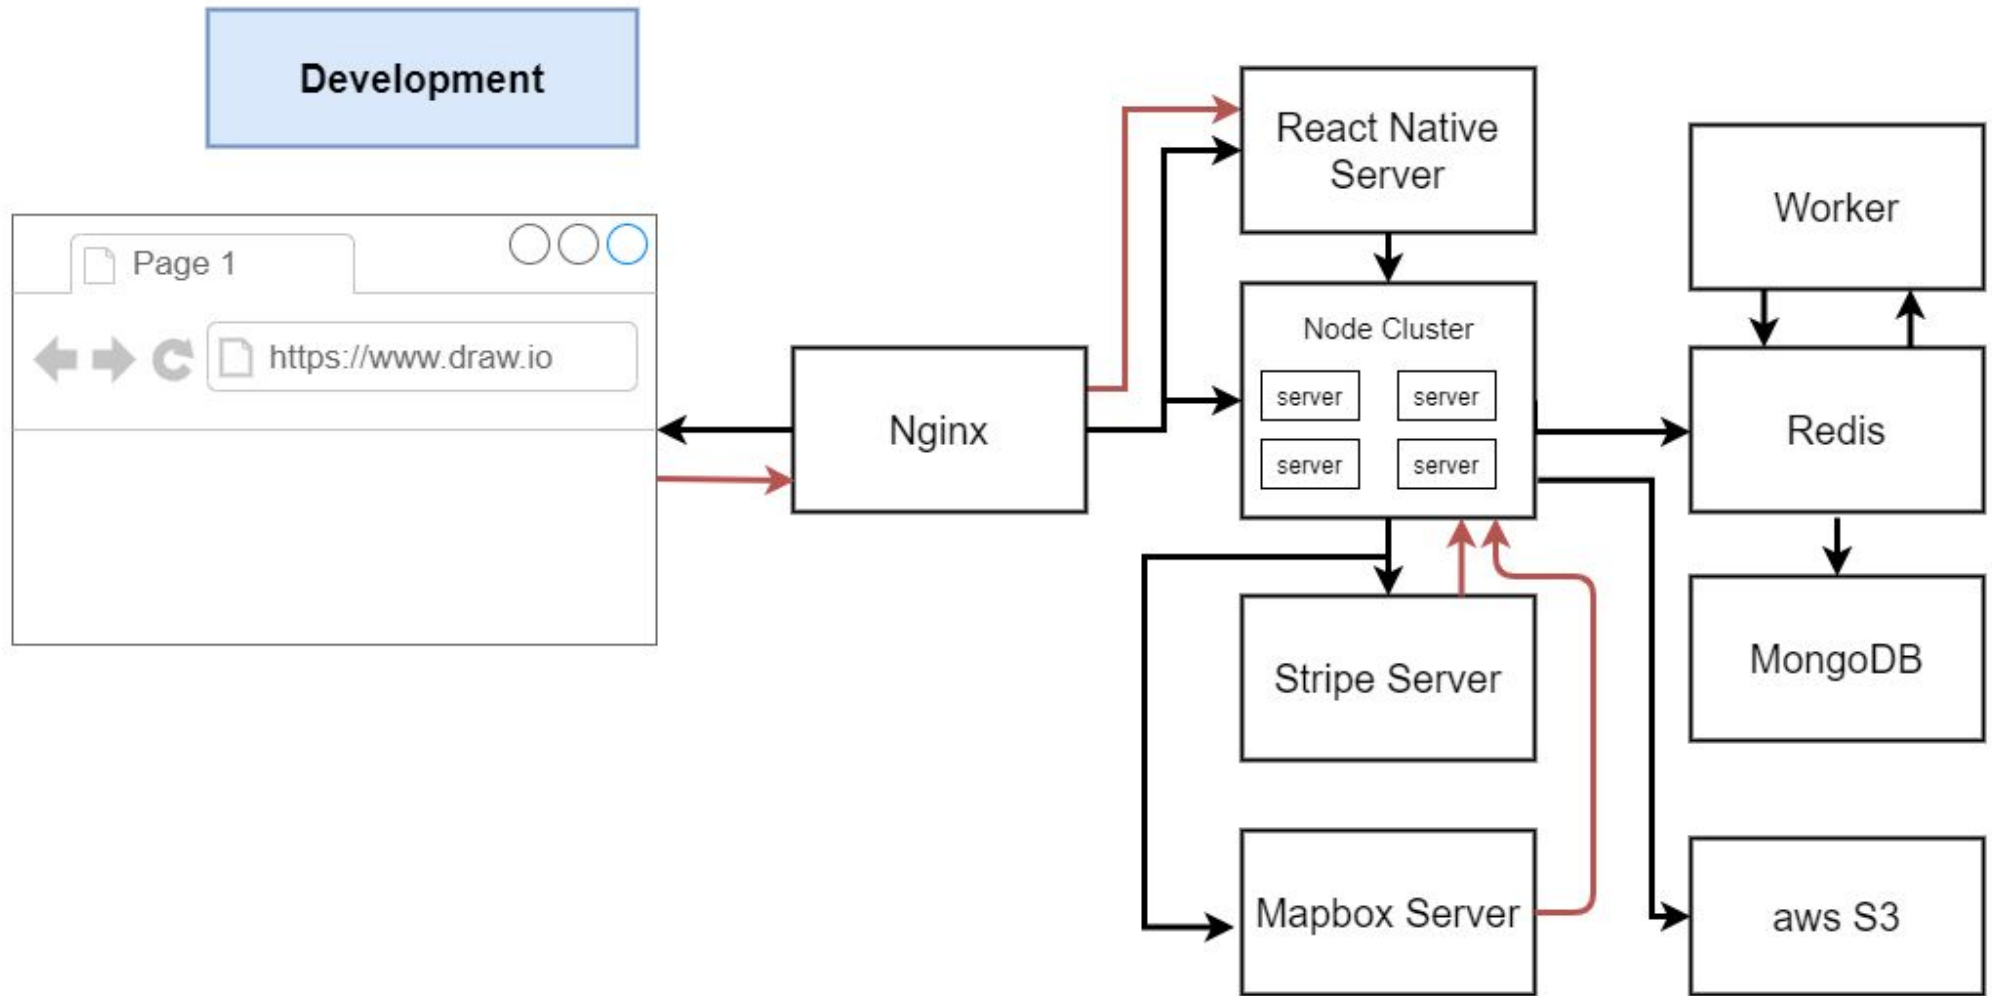 Development
Page 1
https://www.draw.io
Nginx
React Native
Server
Node Cluster
server
server
server
server
Stripe Server
Mapbox Server
Worker
Redis
MongoDB
aws S3